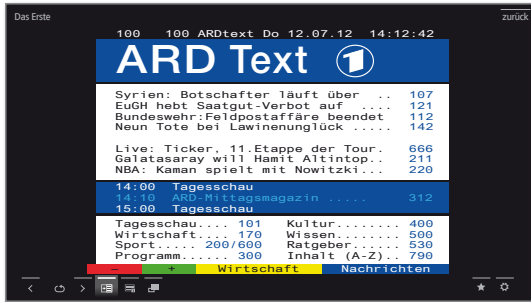 Das Erste zurück
100 100 ARDtext Do 12.07.12 14:12:42
ARD Text 1
Syrien: Botschafter läuft über .. 107
EuGH hebt Saatgut-Verbot auf .... 121
Bundeswehr:Feldpostaffäre beendet 112
Neun Tote bei Lawinenunglück ..... 142
Live: Ticker, 11.Etappe der Tour. 666
Galatasaray will Hamit Altintop.. 211
NBA: Kaman spielt mit Nowitzki... 220
14:00 Tagesschau
14:10 ARD-Mittagsmagazin ..... 312
15:00 Tagesschau
Tagesschau.... 101 Kultur....... 400
Wirtschaft.... 170 Wissen....... 500
Sport..... 200/600 Ratgeber..... 530
Programm...... 300 Inhalt (A-Z).. 790
- + Wirtschaft Nachrichten